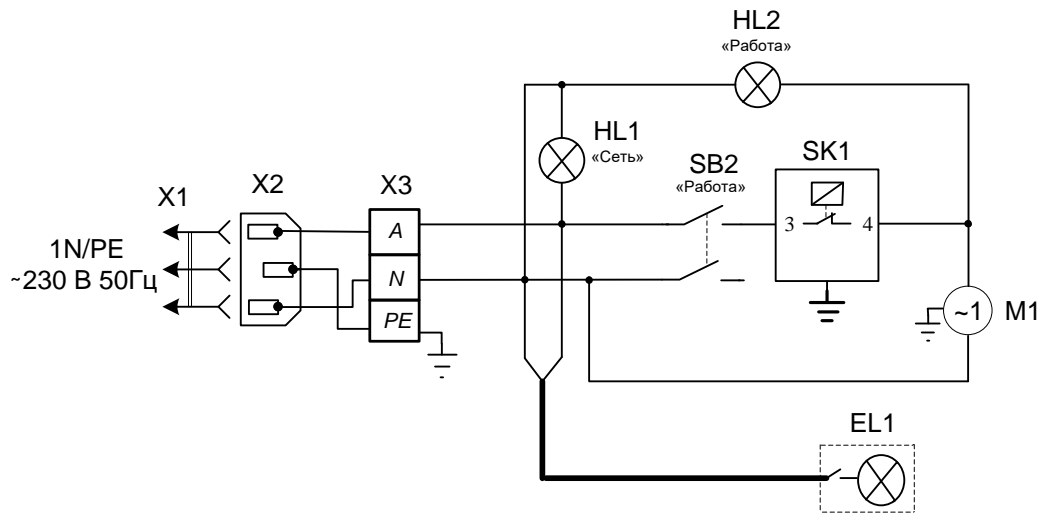 HL2
«Работа»
HL1
«Сеть»
SB2
«Работа»
SK1
X1
X2
X3
3
4
A
1N/PE
~230 В 50Гц
N
PE
~1
M1
EL1